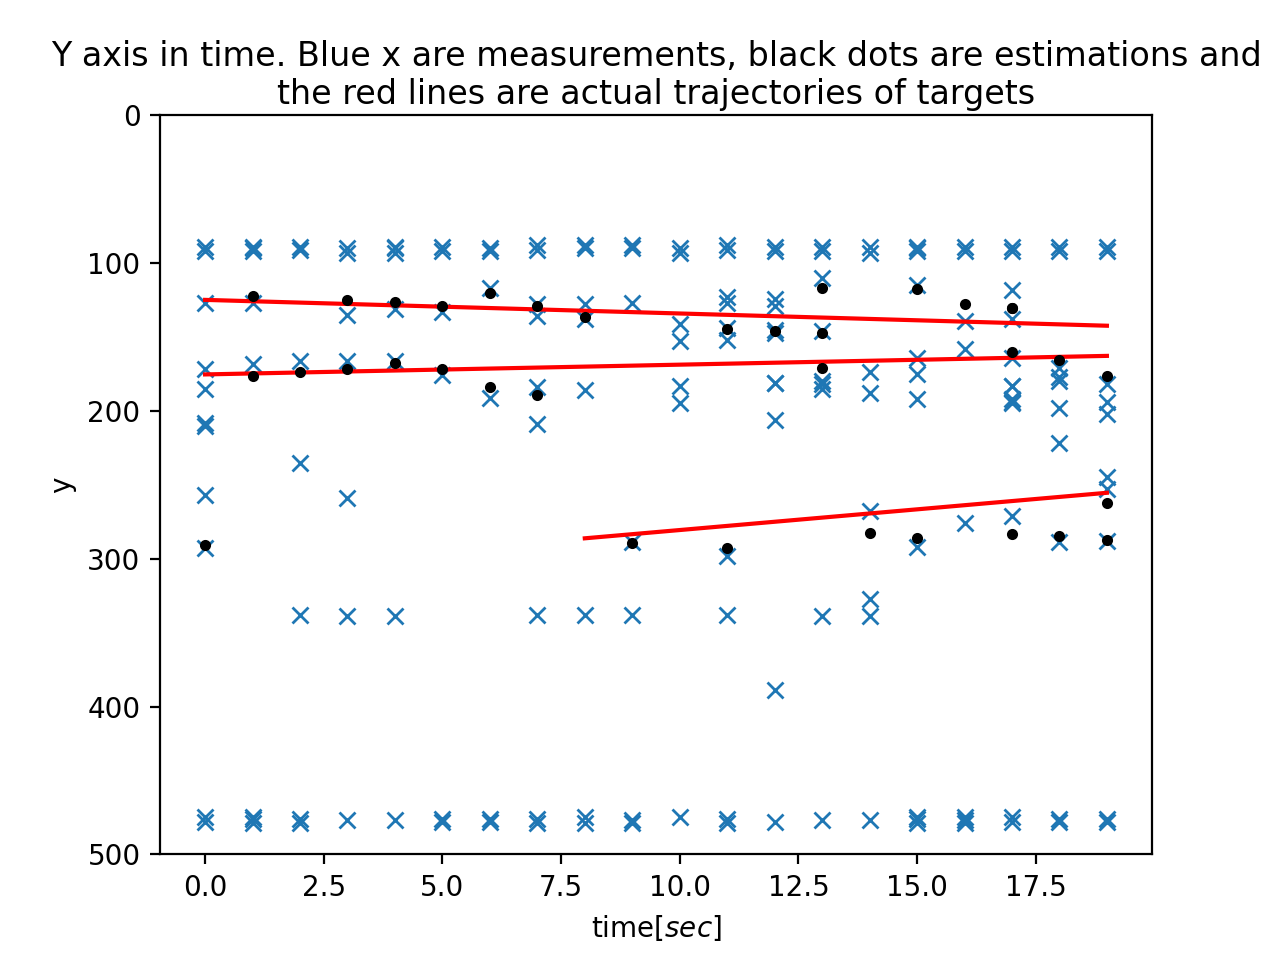 Y axis in time. Blue x are measurements, black dots are estimations and
the red lines are actual trajectories of targets
0
100
200
300
400
500
y
0.0 2.5 5.0 7.5 10.0 12.5 15.0 17.5
time[sec]